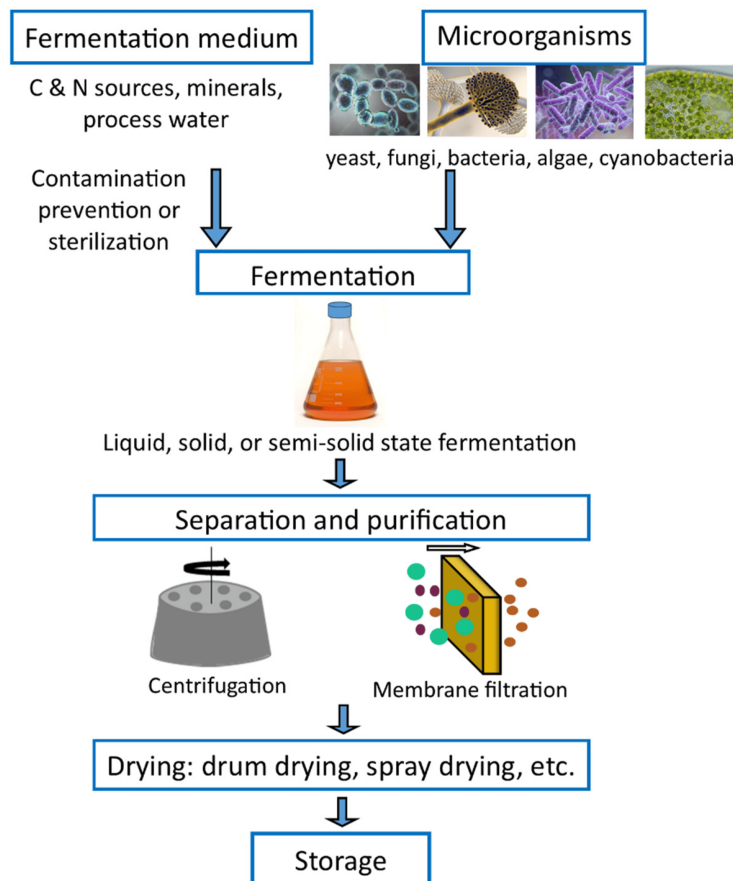 Fermentation medium
Microorganisms
C & N sources, minerals,
process water
yeast, fungi, bacteria, algae, cyanobacteria
Contamination
prevention or
sterilization
Fermentation
Liquid, solid, or semi-solid state fermentation
Separation and purification
Centrifugation
Membrane filtration
Drying: drum drying, spray drying, etc.
Storage